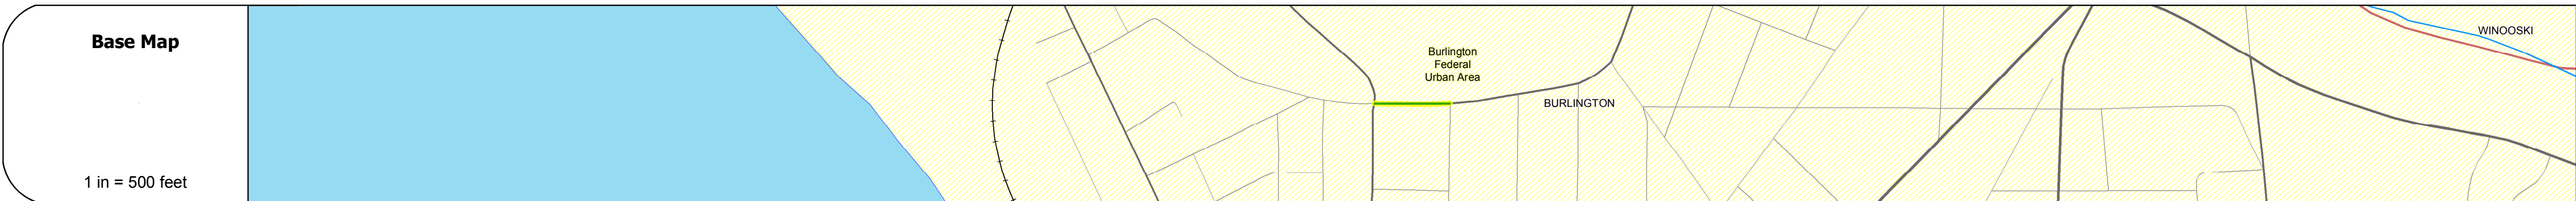 Base Map
1 in = 500 feet
Burlington
Federal
Urban Area
BURLINGTON
WINOOSKI